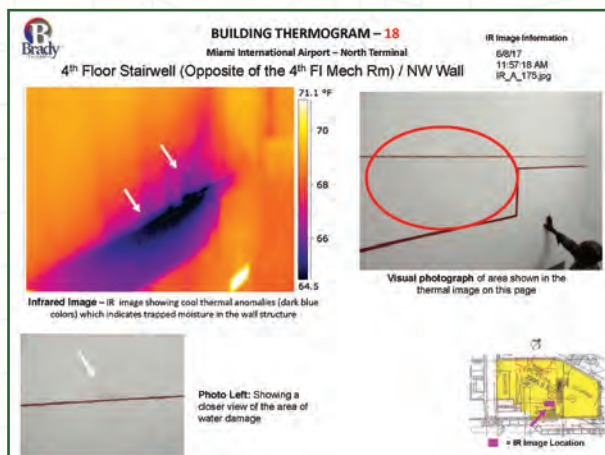 Brady
BUILDING THERMOGRAM – 18
Miami International Airport – North Terminal
4th Floor Stairwell (Opposite of the 4th Fl Mech Rm) / NW Wall
IR Image Information
6/8/17
11:57:18 AM
IR_A_175.jpg
71.1 °F
70
68
66
64.5
Infrared Image – IR image showing cool thermal anomalies (dark blue
colors) which indicates trapped moisture in the wall structure
Visual photograph of area shown in the
thermal image on this page
Photo Left: Showing a
closer view of the area of
water damage
= IR Image Location